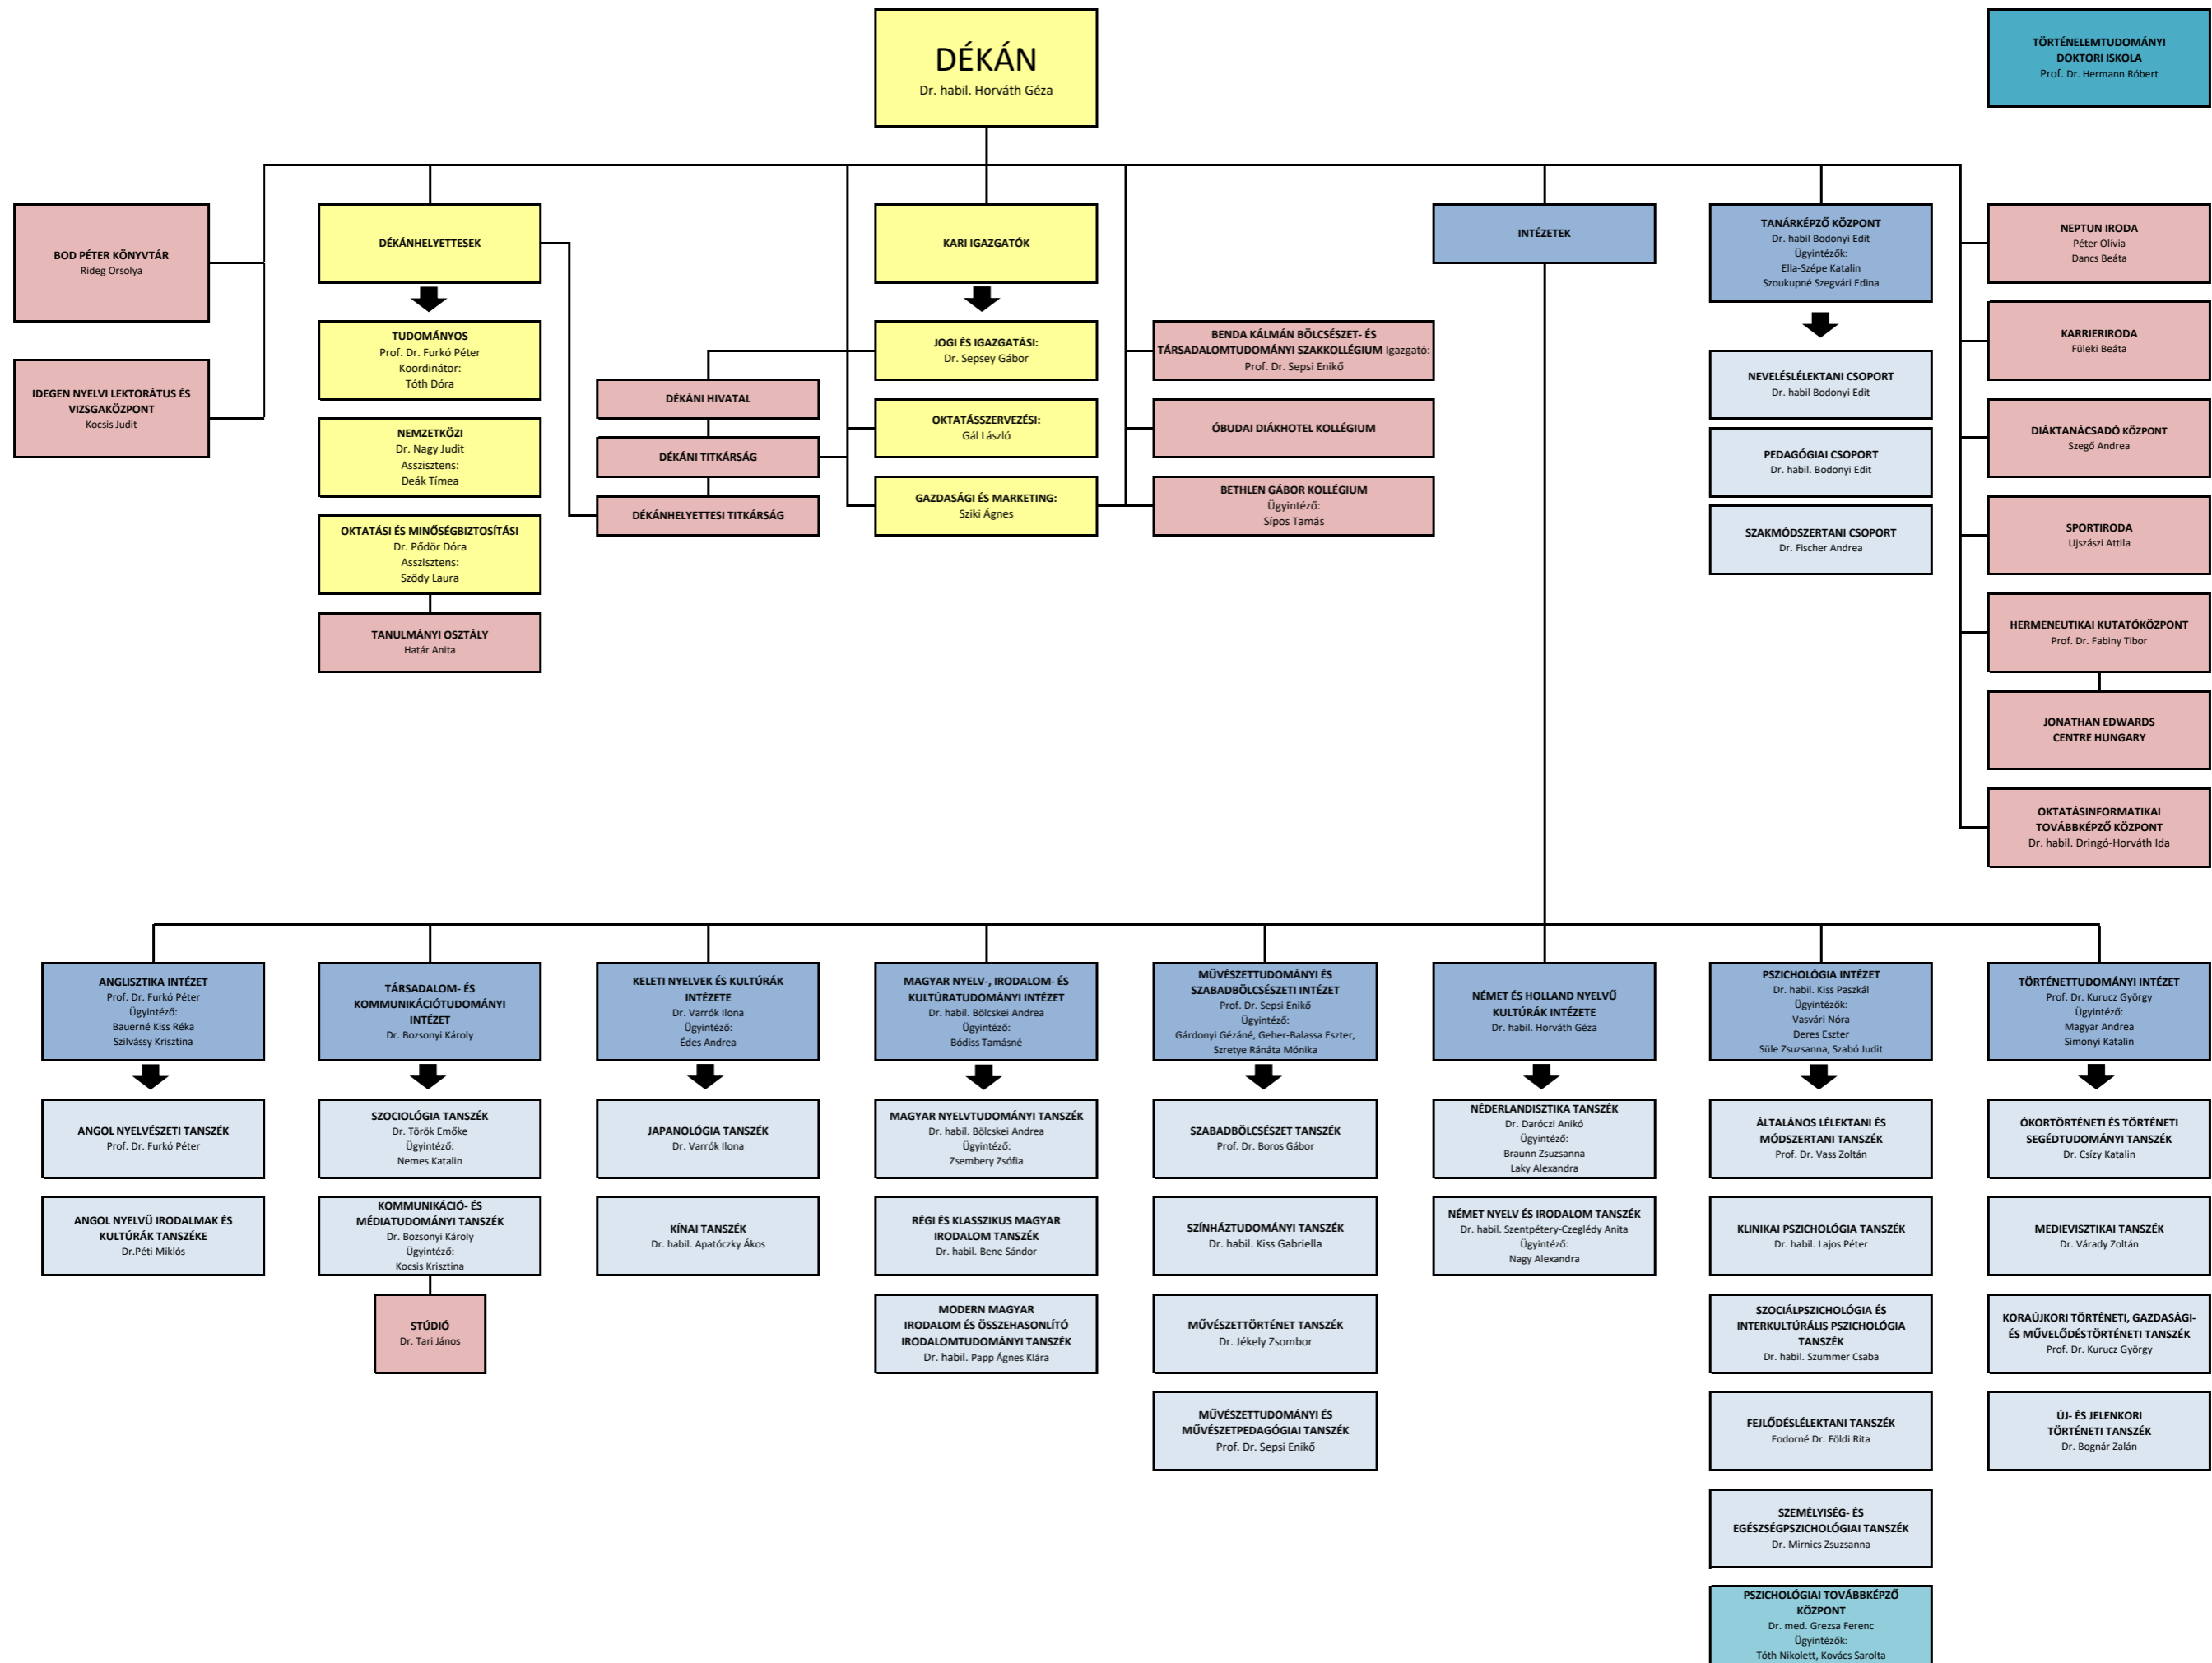 DÉKÁN
Dr. habil. Horváth Géza
TÖRTÉNELEMTUDOMÁNYI
DOKTORI ISKOLA
Prof. Dr. Hermann Róbert
BOD PÉTER KÖNYVTÁR
Rideg Orsolya
IDEGEN NYELVI LEKTORÁTUS ÉS
VIZSGAKÖZPONT
Kocsis Judit
DÉKÁNHELYETTESEK
TUDOMÁNYOS
Prof. Dr. Furkó Péter
Koordinátor:
Tóth Dóra
NEMZETKÖZI
Dr. Nagy Judit
Asszisztens:
Deák Tímea
OKTATÁSI ÉS MINŐSÉGBIZTOSÍTÁSI
Dr. Pődör Dóra
Asszisztens:
Sződy Laura
TANULMÁNYI OSZTÁLY
Határ Anita
DÉKÁNI HIVATAL
DÉKÁNI TITKÁRSÁG
DÉKÁNHELYETTESI TITKÁRSÁG
KARI IGAZGATÓK
JOGI ÉS IGAZGATÁSI:
Dr. Sepsey Gábor
OKTATÁSSZERVEZÉSI:
Gál László
GAZDASÁGI ÉS MARKETING:
Sziki Ágnes
BENDA KÁLMÁN BÖLCSÉSZET- ÉS
TÁRSADALOMTUDOMÁNYI SZAKKOLLÉGIUM Igazgató:
Prof. Dr. Sepsi Enikő
ÓBUDAI DIÁKHOTEL KOLLÉGIUM
BETHLEN GÁBOR KOLLÉGIUM
Ügyintéző:
Sípos Tamás
INTÉZETEK
TANÁRKÉPZŐ KÖZPONT
Dr. habil Bodonyi Edit
Ügyintézők:
Ella-Szépe Katalin
Szoukupné Szegvári Edina
NEVELÉSLÉLEKTANI CSOPORT
Dr. habil Bodonyi Edit
PEDAGÓGIAI CSOPORT
Dr. habil. Bodonyi Edit
SZAKMÓDSZERTANI CSOPORT
Dr. Fischer Andrea
NEPTUN IRODA
Péter Olívia
Dancs Beáta
KARRIERIRODA
Füleki Beáta
DIÁKTANÁCSADÓ KÖZPONT
Szegő Andrea
SPORTIRODA
Ujszászi Attila
HERMENEUTIKAI KUTATÓKÖZPONT
Prof. Dr. Fabiny Tibor
JONATHAN EDWARDS
CENTRE HUNGARY
OKTATÁSINFORMATIKAI
TOVÁBBKÉPZŐ KÖZPONT
Dr. habil. Dringó-Horváth Ida
ANGLISZTIKA INTÉZET
Prof. Dr. Furkó Péter
Ügyintéző:
Bauerné Kiss Réka
Szilvássy Krisztina
ANGOL NYELVÉSZETI TANSZÉK
Prof. Dr. Furkó Péter
ANGOL NYELVŰ IRODALMAK ÉS
KULTÚRÁK TANSZÉKE
Dr.Péti Miklós
TÁRSADALOM- ÉS
KOMMUNIKÁCIÓTUDOMÁNYI
INTÉZET
Dr. Bozsonyi Károly
SZOCIOLÓGIA TANSZÉK
Dr. Török Emőke
Ügyintéző:
Nemes Katalin
KOMMUNIKÁCIÓ- ÉS
MÉDIATUDOMÁNYI TANSZÉK
Dr. Bozsonyi Károly
Ügyintéző:
Kocsis Krisztina
STÚDIÓ
Dr. Tari János
KELETI NYELVEK ÉS KULTÚRÁK
INTÉZETE
Dr. Varrók Ilona
Ügyintéző:
Édes Andrea
JAPANOLÓGIA TANSZÉK
Dr. Varrók Ilona
KÍNAI TANSZÉK
Dr. habil. Apatóczky Ákos
MAGYAR NYELV-, IRODALOM- ÉS
KULTÚRATUDOMÁNYI INTÉZET
Dr. habil. Bölcskei Andrea
Ügyintéző:
Bódiss Tamásné
MAGYAR NYELVTUDOMÁNYI TANSZÉK
Dr. habil. Bölcskei Andrea
Ügyintéző:
Zsembery Zsófia
RÉGI ÉS KLASSZIKUS MAGYAR
IRODALOM TANSZÉK
Dr. habil. Bene Sándor
MODERN MAGYAR
IRODALOM ÉS ÖSSZEHASONLÍTÓ
IRODALOMTUDOMÁNYI TANSZÉK
Dr. habil. Papp Ágnes Klára
MŰVÉSZETTUDOMÁNYI ÉS
SZABADBÖLCSÉSZETI INTÉZET
Prof. Dr. Sepsi Enikő
Ügyintéző:
Gárdonyi Gézáné, Geher-Balassa Eszter,
Szretye Ránáta Mónika
SZABADBÖLCSÉSZET TANSZÉK
Prof. Dr. Boros Gábor
SZÍNHÁZTUDOMÁNYI TANSZÉK
Dr. habil. Kiss Gabriella
MŰVÉSZETTÖRTÉNET TANSZÉK
Dr. Jékely Zsombor
MŰVÉSZETTUDOMÁNYI ÉS
MŰVÉSZETPEDAGÓGIAI TANSZÉK
Prof. Dr. Sepsi Enikő
NÉMET ÉS HOLLAND NYELVŰ
KULTÚRÁK INTÉZETE
Dr. habil. Horváth Géza
NÉDERLANDISZTIKA TANSZÉK
Dr. Daróczi Anikó
Ügyintéző:
Braunn Zsuzsanna
Laky Alexandra
NÉMET NYELV ÉS IRODALOM TANSZÉK
Dr. habil. Szentpétery-Czeglédy Anita
Ügyintéző:
Nagy Alexandra
PSZICHOLÓGIA INTÉZET
Dr. habil. Kiss Paszkál
Ügyintézők:
Vasvári Nóra
Deres Eszter
Süle Zsuzsanna, Szabó Judit
ÁLTALÁNOS LÉLEKTANI ÉS
MÓDSZERTANI TANSZÉK
Prof. Dr. Vass Zoltán
KLINIKAI PSZICHOLÓGIA TANSZÉK
Dr. habil. Lajos Péter
SZOCIÁLPSZICHOLÓGIA ÉS
INTERKULTÚRÁLIS PSZICHOLÓGIA
TANSZÉK
Dr. habil. Szummer Csaba
FEJLŐDÉSLÉLEKTANI TANSZÉK
Fodorné Dr. Földi Rita
SZEMÉLYISÉG- ÉS
EGÉSZSÉGPSZICHOLÓGIAI TANSZÉK
Dr. Mirnics Zsuzsanna
PSZICHOLÓGIAI TOVÁBBKÉPZŐ
KÖZPONT
Dr. med. Grezsa Ferenc
Ügyintézők:
Tóth Nikolett, Kovács Sarolta
TÖRTÉNETTUDOMÁNYI INTÉZET
Prof. Dr. Kurucz György
Ügyintéző:
Magyar Andrea
Simonyi Katalin
ÓKORTÖRTÉNETI ÉS TÖRTÉNETI
SEGÉDTUDOMÁNYI TANSZÉK
Dr. Csízy Katalin
MEDIEVISZTIKAI TANSZÉK
Dr. Várady Zoltán
KORAÚJKORI TÖRTÉNETI, GAZDASÁGI-
ÉS MŰVELŐDÉSTÖRTÉNETI TANSZÉK
Prof. Dr. Kurucz György
ÚJ- ÉS JELENKORI
TÖRTÉNETI TANSZÉK
Dr. Bognár Zalán